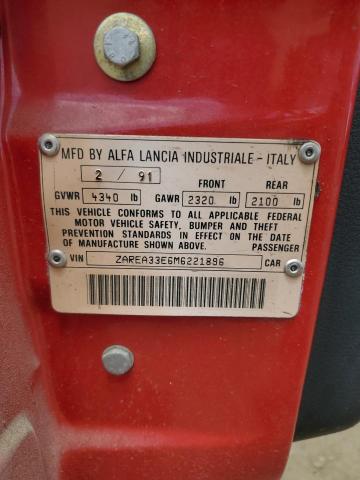 MFD BY ALFA LANCIA INDUSTRIALE - ITALY
2 / 91 FRONT REAR
GVWR 4340 lb GAWR 2320 lb 2100 lb
THIS VEHICLE CONFORMS TO ALL APPLICABLE FEDERAL
MOTOR VEHICLE SAFETY, BUMPER AND THEFT
PREVENTION STANDARDS IN EFFECT ON THE DATE
OF MANUFACTURE SHOWN ABOVE. PASSENGER
VIN ZAREA33E6M6221896 CAR